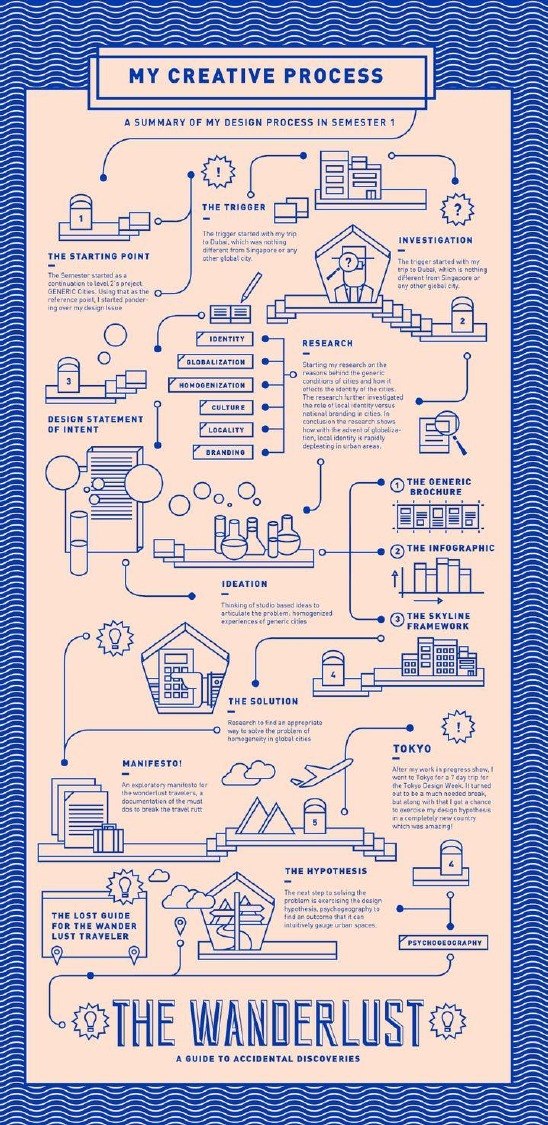 MY CREATIVE PROCESS
A SUMMARY OF MY DESIGN PROCESS IN SEMESTER 1
1
!
THE STARTING POINT
The Semester started as a
continuation to level 2's project,
GENERIC Cities. Using that as the
reference point, I started ponder-
ing over my design issue
THE TRIGGER
The trigger started with my trip
to Dubai, which was nothing
different from Singapore or any
other global city.
?
INVESTIGATION
The trigger started with my
trip to Dubai, which is nothing
different from Singapore or
any other global city.
?
2
IDENTITY
GLOBALIZATION
HOMOGENIZATION
CULTURE
LOCALITY
BRANDING
RESEARCH
Starting my research on the
reasons behind the generic
conditions of cities and how it
affects the identity of the cities.
The research further investigated
the role of local identity versus
national branding in cities. In
conclusion the research shows
how with the advent of globaliza-
tion, local identity is rapidly
depleating in urban areas.
3
DESIGN STATEMENT
OF INTENT
1 THE GENERIC
BROCHURE
2 THE INFOGRAPHIC
3 THE SKYLINE
FRAMEWORK
IDEATION
Thinking of studio based ideas to
articulate the problem, homogenized
experiences of generic cities
4
THE SOLUTION
Research to find an appropriate
way to solve the problem of
homogeneity in global cities
MANIFESTO!
An exploratory manifesto for
the wonderlust travelers, a
documentation of the must
dos to break the travel rutt
!
TOKYO
After my work in progress show, I
went to Tokyo for a 7 day trip for
the Tokyo Design Week. It turned
out to be a much needed break,
but along with that I got a chance
to exercise my design hypothesis
in a completely new country
which was amazing!
5
4
THE HYPOTHESIS
The next step to solving the
problem is exercising the design
hypothesis, psychogeography to
find an outcome that it can
intuitively gauge urban spaces.
PSYCHOGEOGRAPHY
THE LOST GUIDE
FOR THE WANDER
LUST TRAVELER
THE WANDERLUST
A GUIDE TO ACCIDENTAL DISCOVERIES